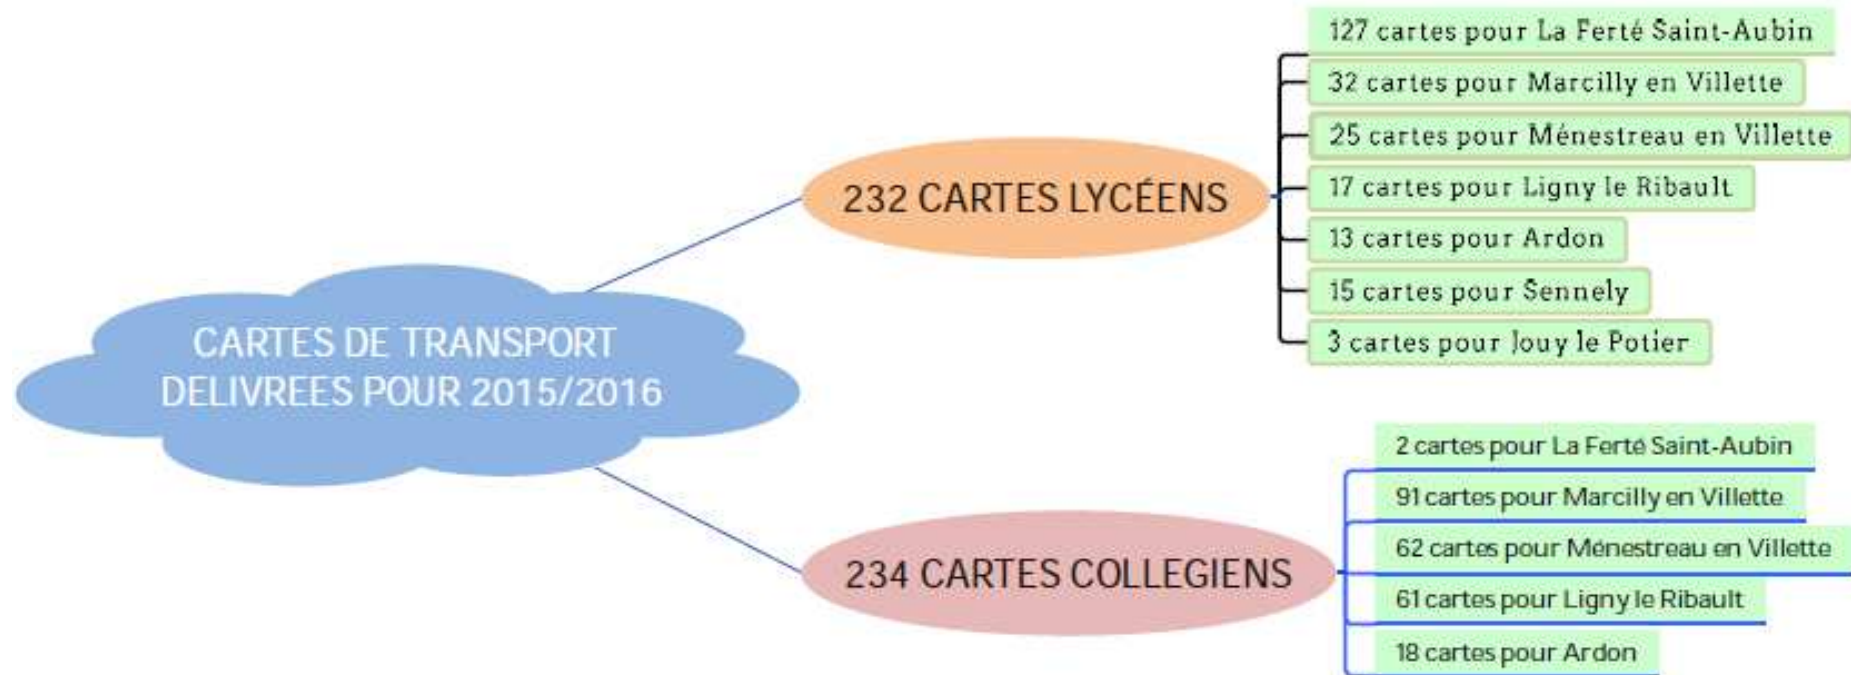 127 cartes pour La Ferté Saint-Aubin
32 cartes pour Marcilly en Villette
25 cartes pour Ménestreau en Villette
232 CARTES LYCÉENS
17 cartes pour Ligny le Ribault
13 cartes pour Ardon
15 cartes pour Sennely
3 cartes pour Jouy le Potier
CARTES DE TRANSPORT
DELIVREES POUR 2015/2016
2 cartes pour La Ferté Saint-Aubin
91 cartes pour Marcilly en Villette
62 cartes pour Ménestreau en Villette
234 CARTES COLLEGIENS
61 cartes pour Ligny le Ribault
18 cartes pour Ardon